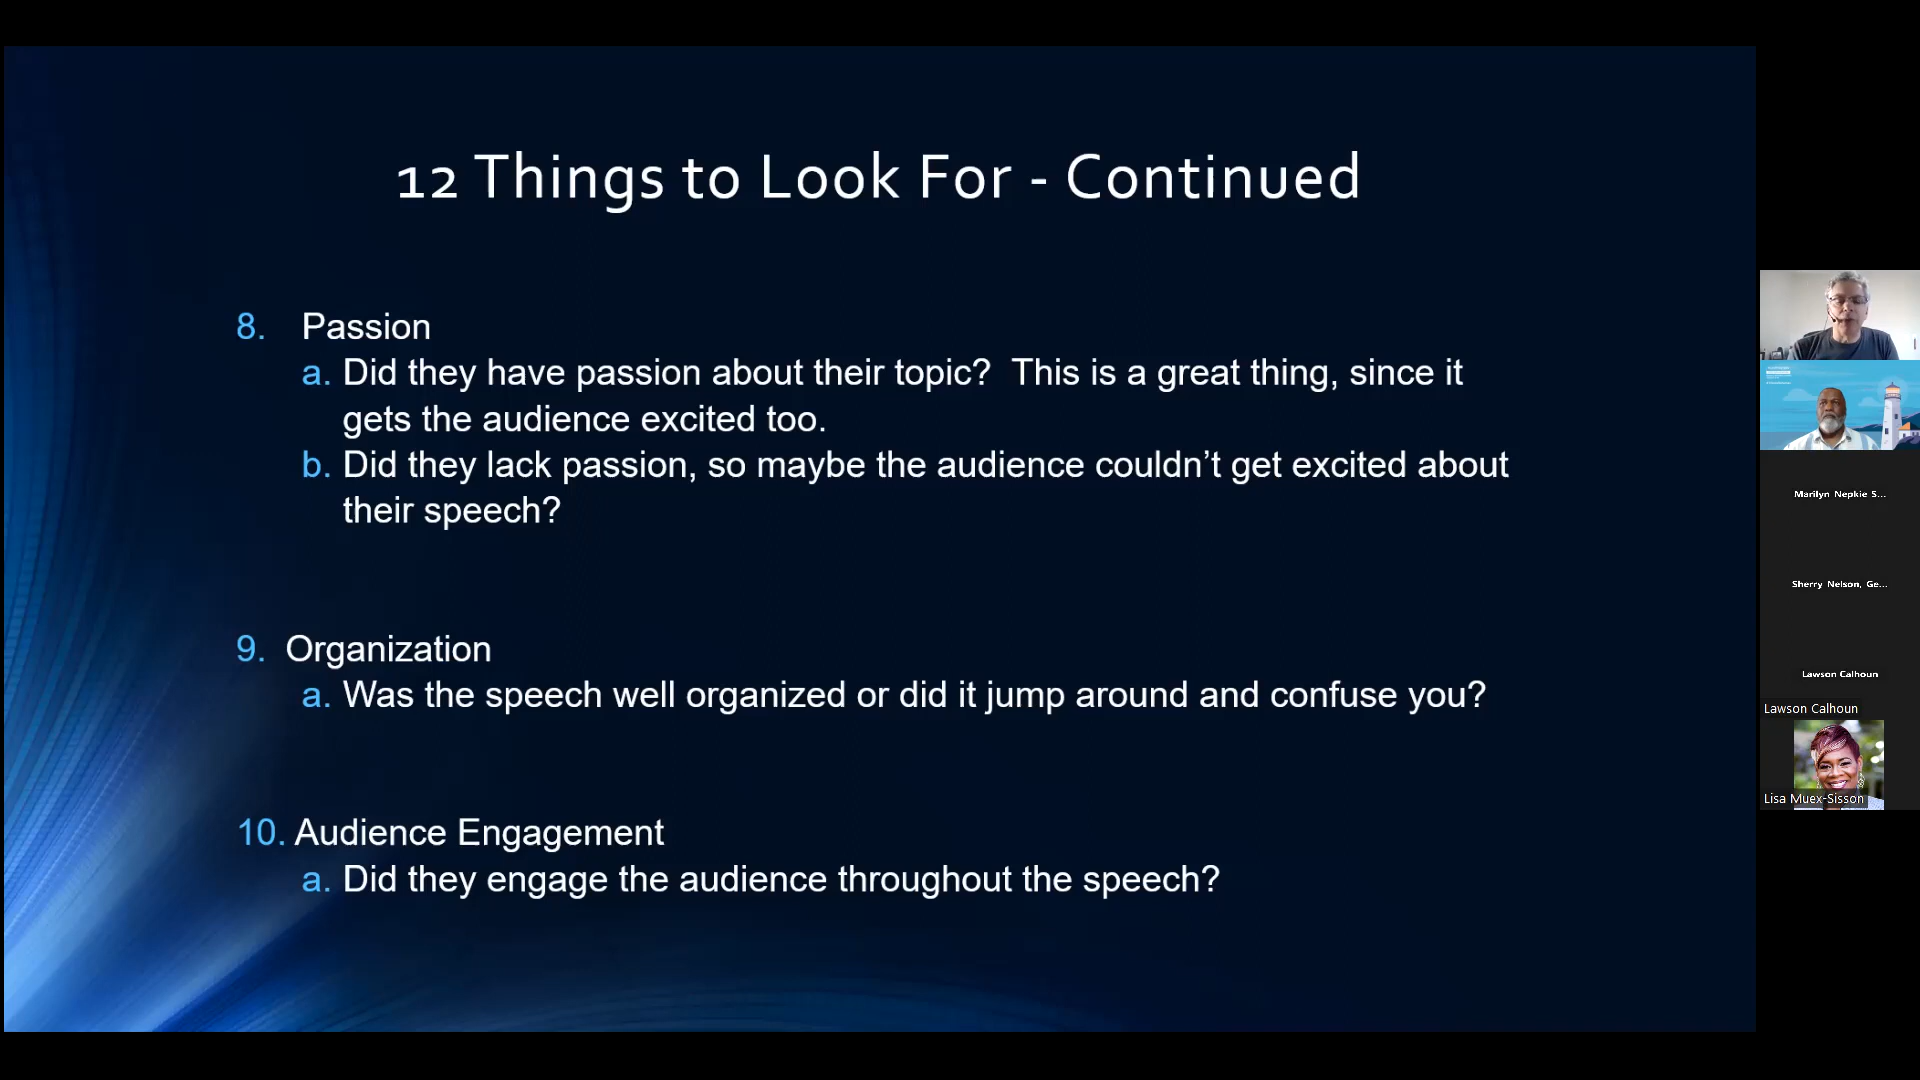 12 Things to Look For - Continued
8. Passion
a. Did they have passion about their topic?  This is a great thing, since it
gets the audience excited too.
b. Did they lack passion, so maybe the audience couldn’t get excited about
their speech?
9. Organization
a. Was the speech well organized or did it jump around and confuse you?
10. Audience Engagement
a. Did they engage the audience throughout the speech?
Marilyn Nepkie S...
Sherry Nelson, Ge...
Lawson Calhoun
Lawson Calhoun
Lisa Muex-Sisson